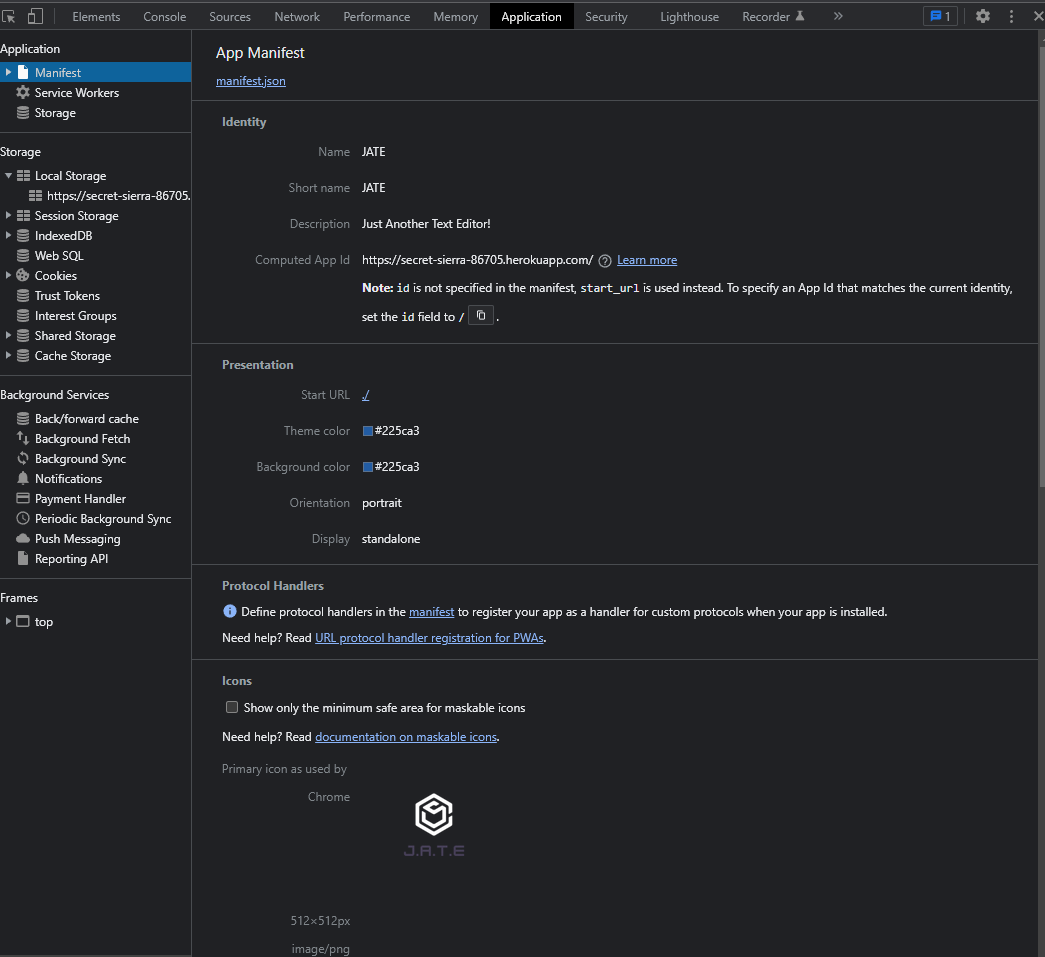 Elements Console Sources Network Performance Memory Application Security Lighthouse Recorder 1
Application
Manifest
Service Workers
Storage
Storage
Local Storage
https://secret-sierra-86705.
Session Storage
IndexedDB
Web SQL
Cookies
Trust Tokens
Interest Groups
Shared Storage
Cache Storage
Background Services
Back/forward cache
Background Fetch
Background Sync
Notifications
Payment Handler
Periodic Background Sync
Push Messaging
Reporting API
Frames
top
App Manifest
manifest.json
Identity
Name JATE
Short name JATE
Description Just Another Text Editor!
Computed App Id https://secret-sierra-86705.herokuapp.com/ Learn more
Note: id is not specified in the manifest, start_url is used instead. To specify an App Id that matches the current identity,
set the id field to / .
Presentation
Start URL ./
Theme color #225ca3
Background color #225ca3
Orientation portrait
Display standalone
Protocol Handlers
Define protocol handlers in the manifest to register your app as a handler for custom protocols when your app is installed.
Need help? Read URL protocol handler registration for PWAs.
Icons
Show only the minimum safe area for maskable icons
Need help? Read documentation on maskable icons.
Primary icon as used by
Chrome
J.A.T.E
512×512px
image/png